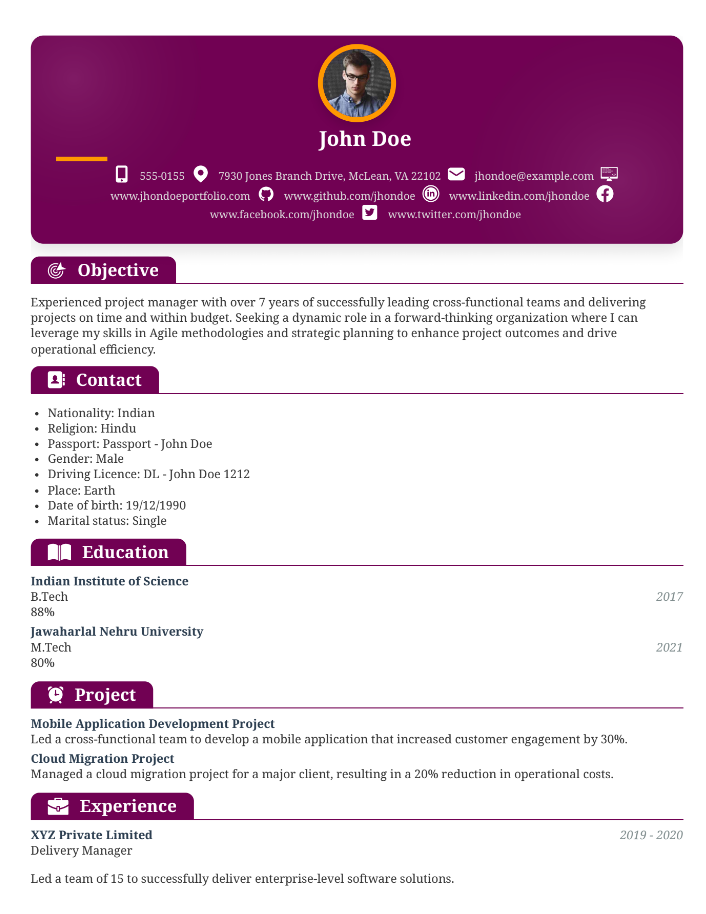 John Doe
555-0155 7930 Jones Branch Drive, McLean, VA 22102 jhondoe@example.com
www.jhondoeportfolio.com www.github.com/jhondoe www.linkedin.com/jhondoe
www.facebook.com/jhondoe www.twitter.com/jhondoe
Objective
Experienced project manager with over 7 years of successfully leading cross-functional teams and delivering
projects on time and within budget. Seeking a dynamic role in a forward-thinking organization where I can
leverage my skills in Agile methodologies and strategic planning to enhance project outcomes and drive
operational efficiency.
Contact
• Nationality: Indian
• Religion: Hindu
• Passport: Passport - John Doe
• Gender: Male
• Driving Licence: DL - John Doe 1212
• Place: Earth
• Date of birth: 19/12/1990
• Marital status: Single
Education
Indian Institute of Science
B.Tech 2017
88%
Jawaharlal Nehru University
M.Tech 2021
80%
Project
Mobile Application Development Project
Led a cross-functional team to develop a mobile application that increased customer engagement by 30%.
Cloud Migration Project
Managed a cloud migration project for a major client, resulting in a 20% reduction in operational costs.
Experience
XYZ Private Limited 2019 - 2020
Delivery Manager
Led a team of 15 to successfully deliver enterprise-level software solutions.